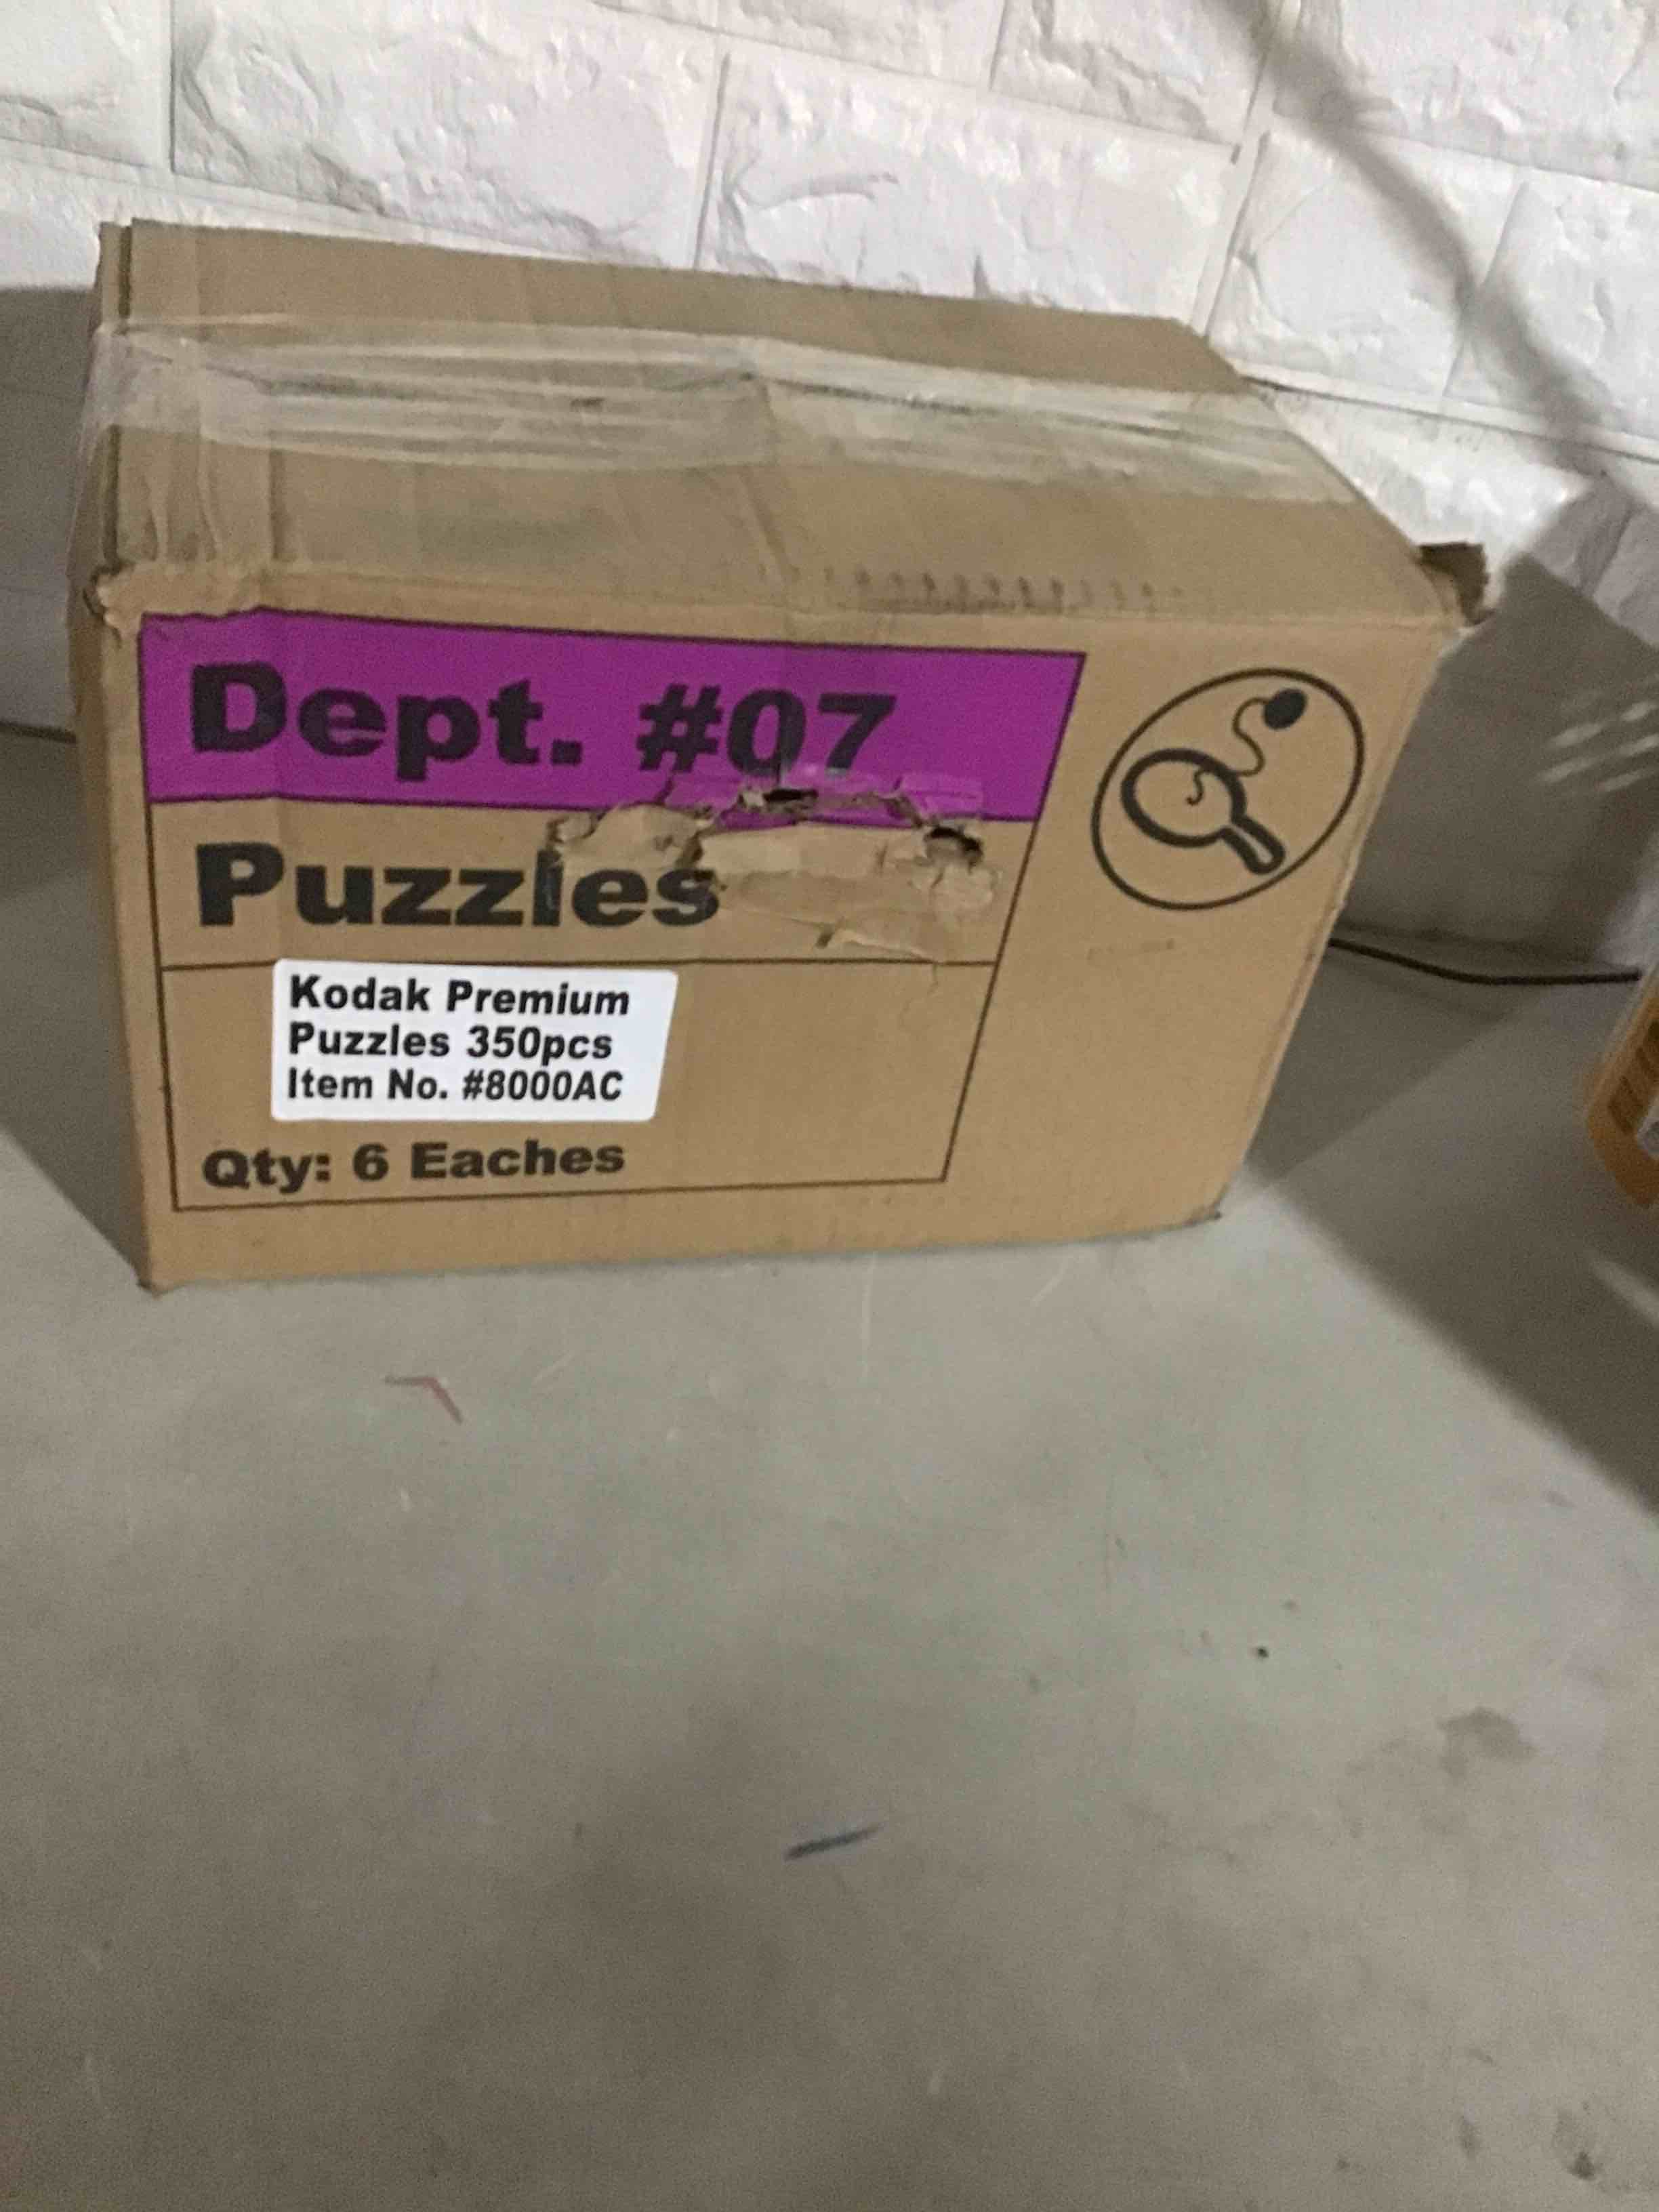 Dept. #07
Puzzles
Kodak Premium
Puzzles 350pcs
Item No. #8000AC
Qty: 6 Eaches